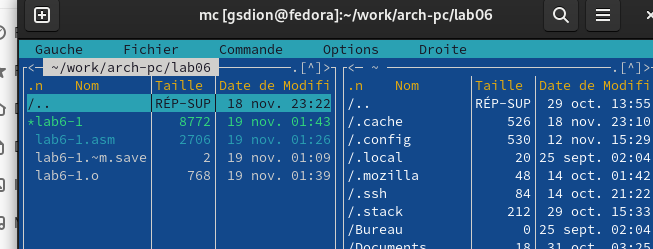 mc [gsdion@fedora]:~/work/arch-pc/lab06
Gauche Fichier Commande Options Droite
<— ~/work/arch-pc/lab06 .[^]> <— ~ .[^]>
.n Nom Taille Date de Modifi .n Nom Taille Date de Modifi
/.. RÉP-SUP 18 nov. 23:22 /.. RÉP-SUP 29 oct. 13:55
*lab6-1 8772 19 nov. 01:43 /.cache 526 18 nov. 23:10
lab6-1.asm 2706 19 nov. 01:26 /.config 530 12 nov. 15:29
lab6-1.~m.save 2 19 nov. 01:09 /.local 20 25 sept. 02:04
lab6-1.o 768 19 nov. 01:39 /.mozilla 48 14 oct. 01:42
/.ssh 84 14 oct. 21:22
/.stack 212 29 oct. 15:33
/Bureau 0 25 sept. 02:04
/Documents 18 31 oct. 03:25